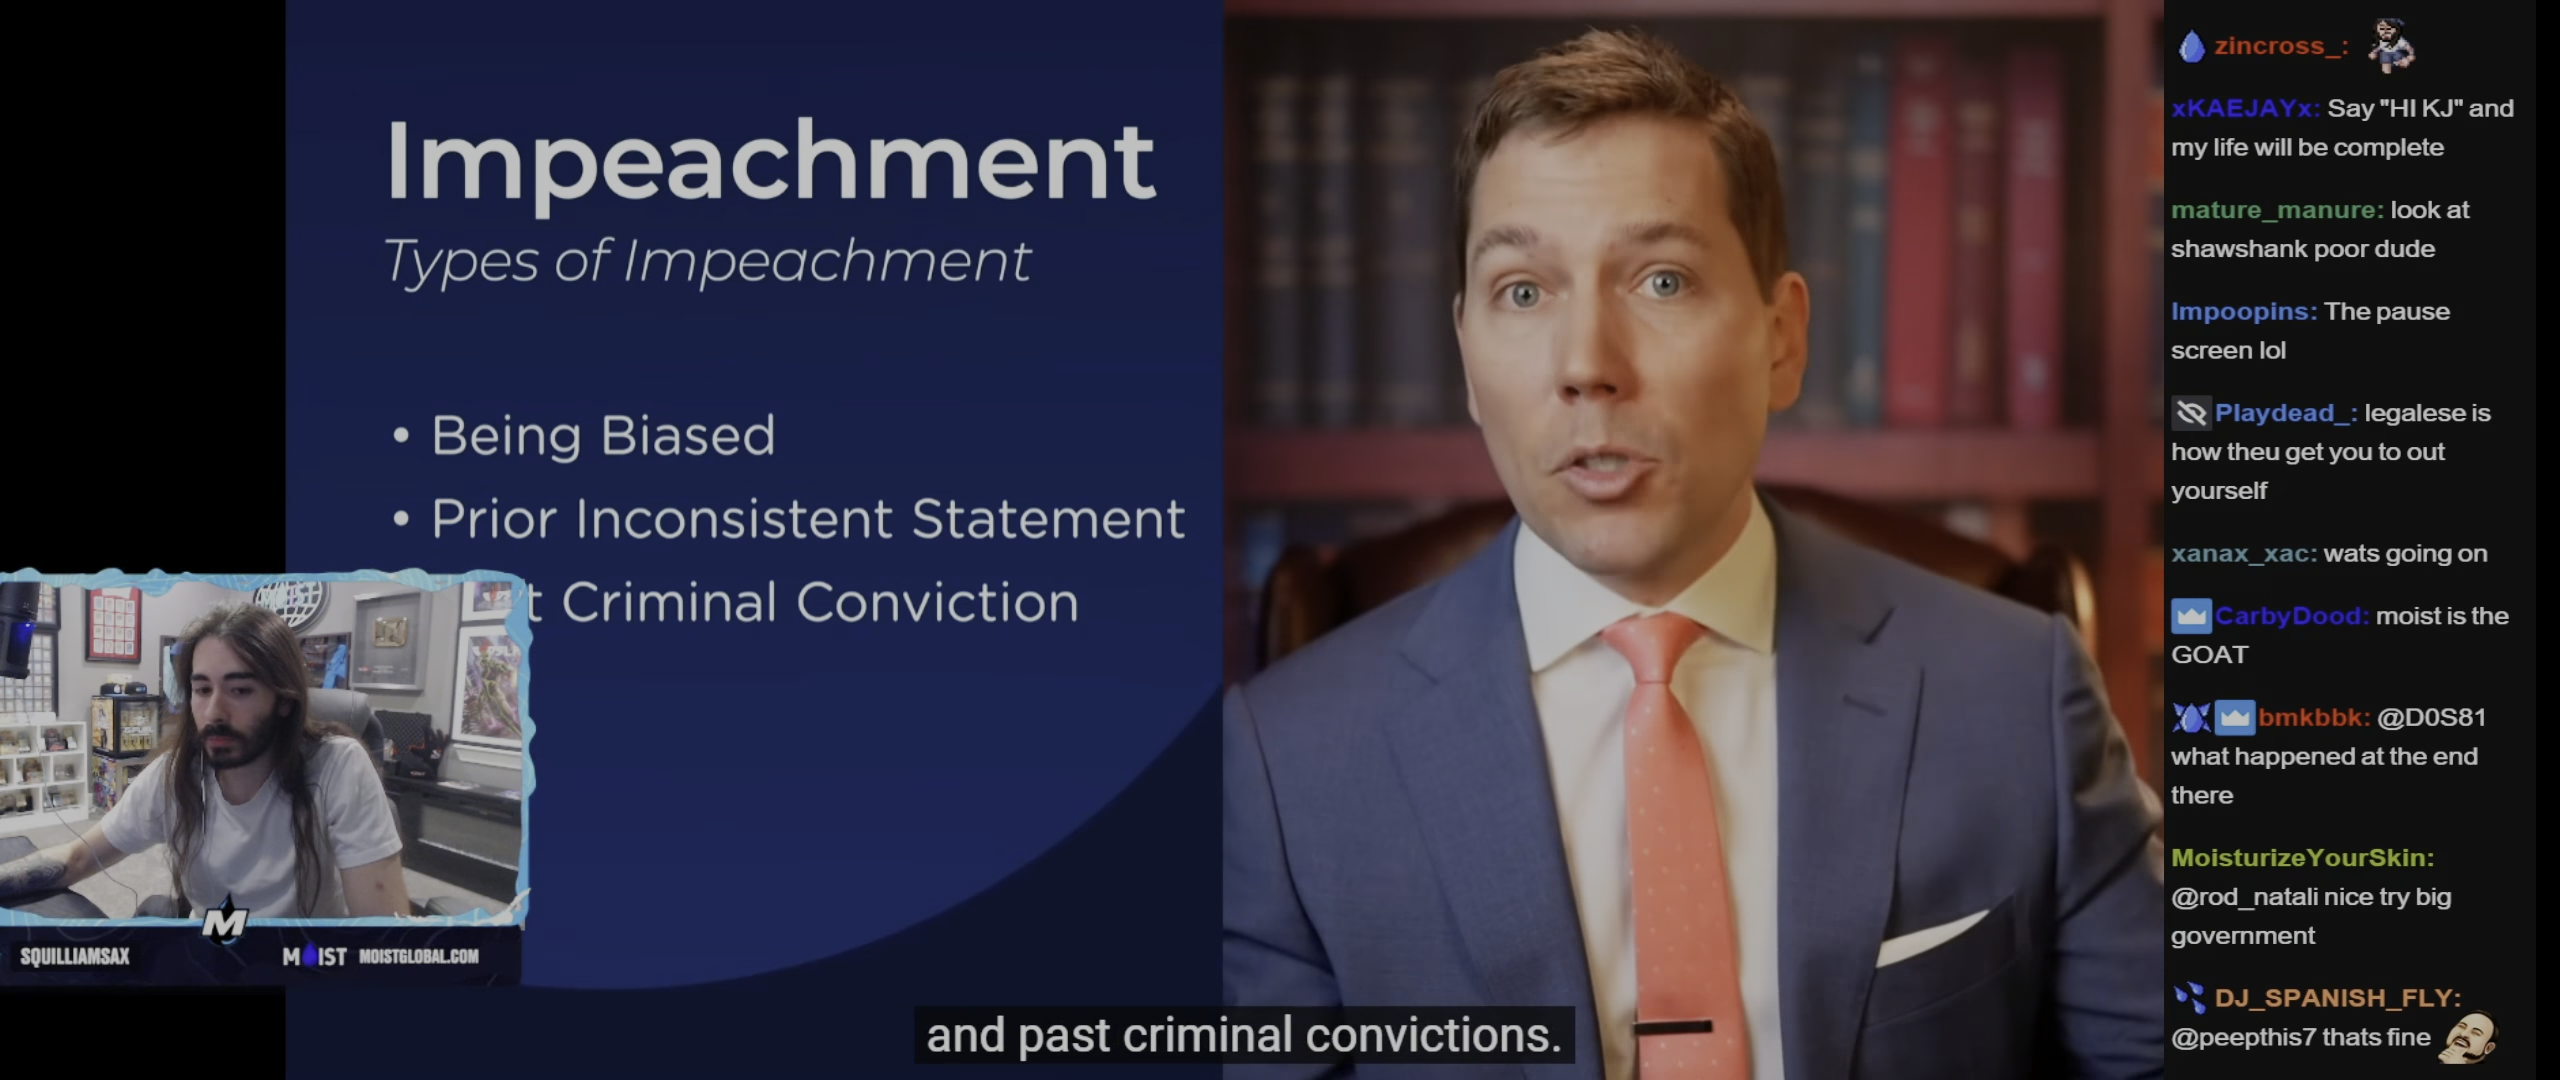 Impeachment
Types of Impeachment
• Being Biased
• Prior Inconsistent Statement
t Criminal Conviction
SQUILLIAMSAX
MOIST
MOISTGLOBAL.COM
and past criminal convictions.
zincross_:
xKAEJAYx: Say "HI KJ" and
my life will be complete
mature_manure: look at
shawshank poor dude
Impoopins: The pause
screen lol
Playdead_: legalese is
how theu get you to out
yourself
xanax_xac: wats going on
CarbyDood: moist is the
GOAT
bmkbbk: @D0S81
what happened at the end
there
MoisturizeYourSkin:
@rod_natali nice try big
government
DJ_SPANISH_FLY:
@peepthis7 thats fine